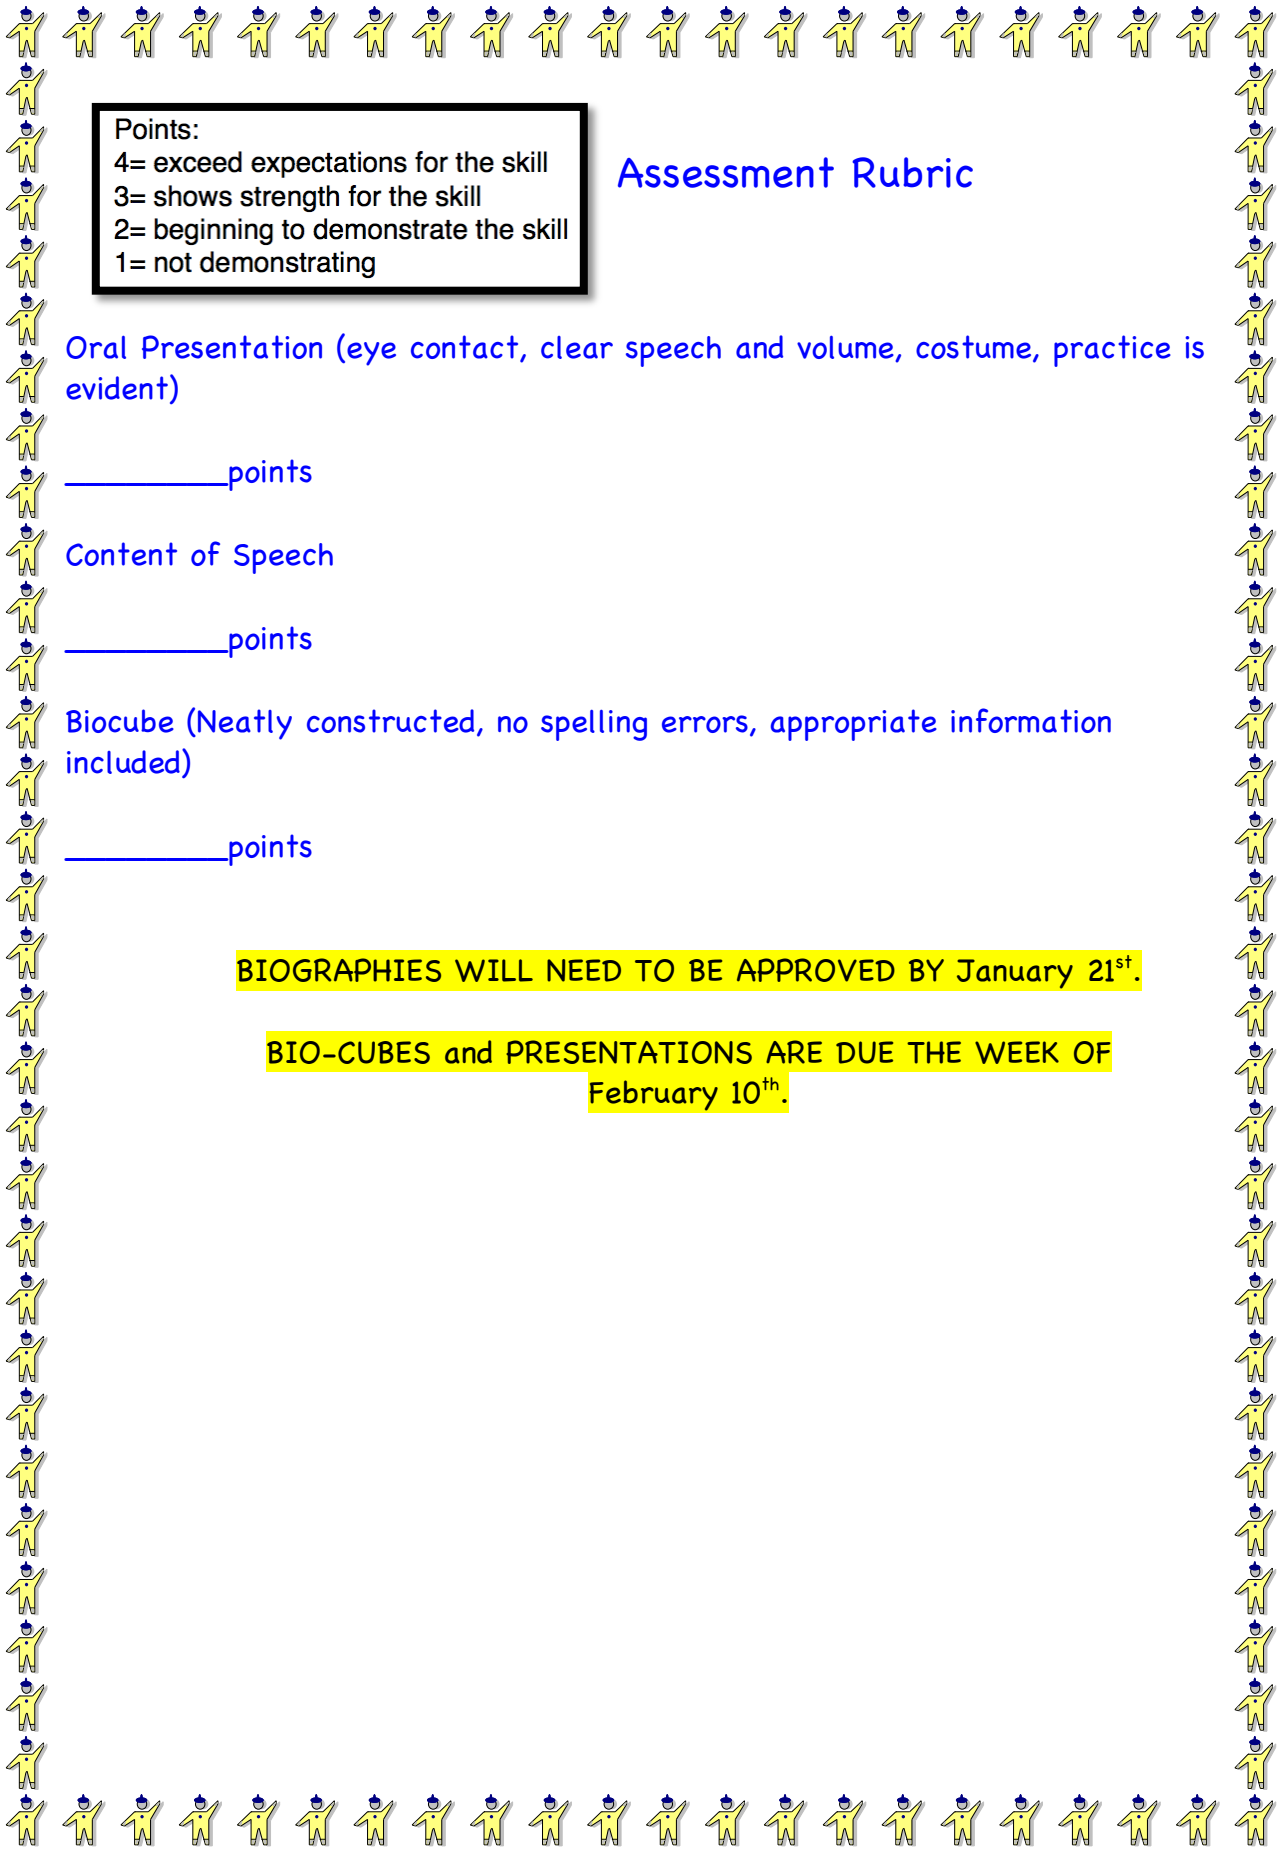 Points:
4= exceed expectations for the skill
3= shows strength for the skill
2= beginning to demonstrate the skill
1= not demonstrating
Assessment Rubric
Oral Presentation (eye contact, clear speech and volume, costume, practice is
evident)
__________points
Content of Speech
__________points
Biocube (Neatly constructed, no spelling errors, appropriate information
included)
__________points
BIOGRAPHIES WILL NEED TO BE APPROVED BY January 21st.
BIO-CUBES and PRESENTATIONS ARE DUE THE WEEK OF
February 10th.